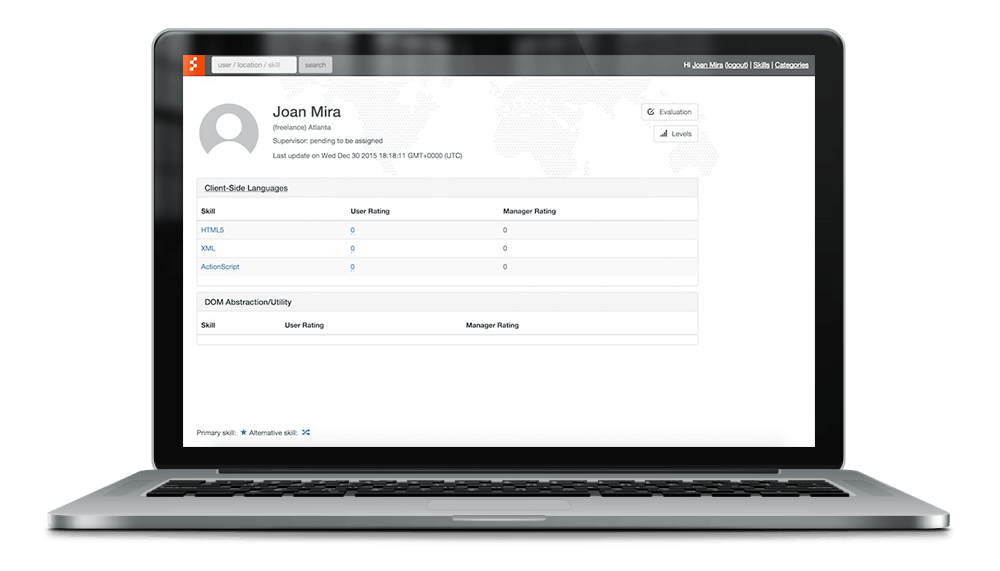 user / location / skill search Hi Joan Mira (logout) | Skills | Categories
Joan Mira
(freelance) Atlanta
Supervisor: pending to be assigned
Last update on Wed Dec 30 2015 18:18:11 GMT+0000 (UTC)
Evaluation
Levels
Client-Side Languages
Skill User Rating Manager Rating
HTML5 0 0
XML 0 0
ActionScript 0 0
DOM Abstraction/Utility
Skill User Rating Manager Rating
Primary skill: Alternative skill: